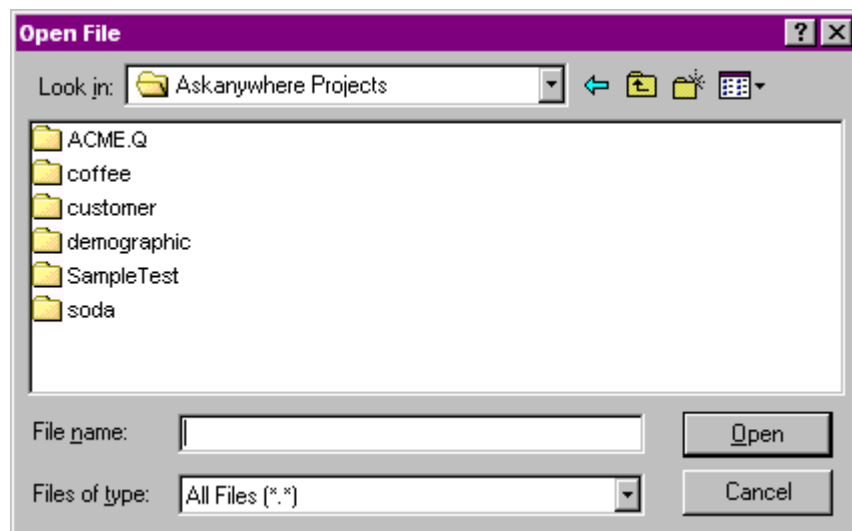 Open File
Look in: Askanywhere Projects
ACME.Q
coffee
customer
demographic
SampleTest
soda
File name: Open
Files of type: All Files (*.*) Cancel